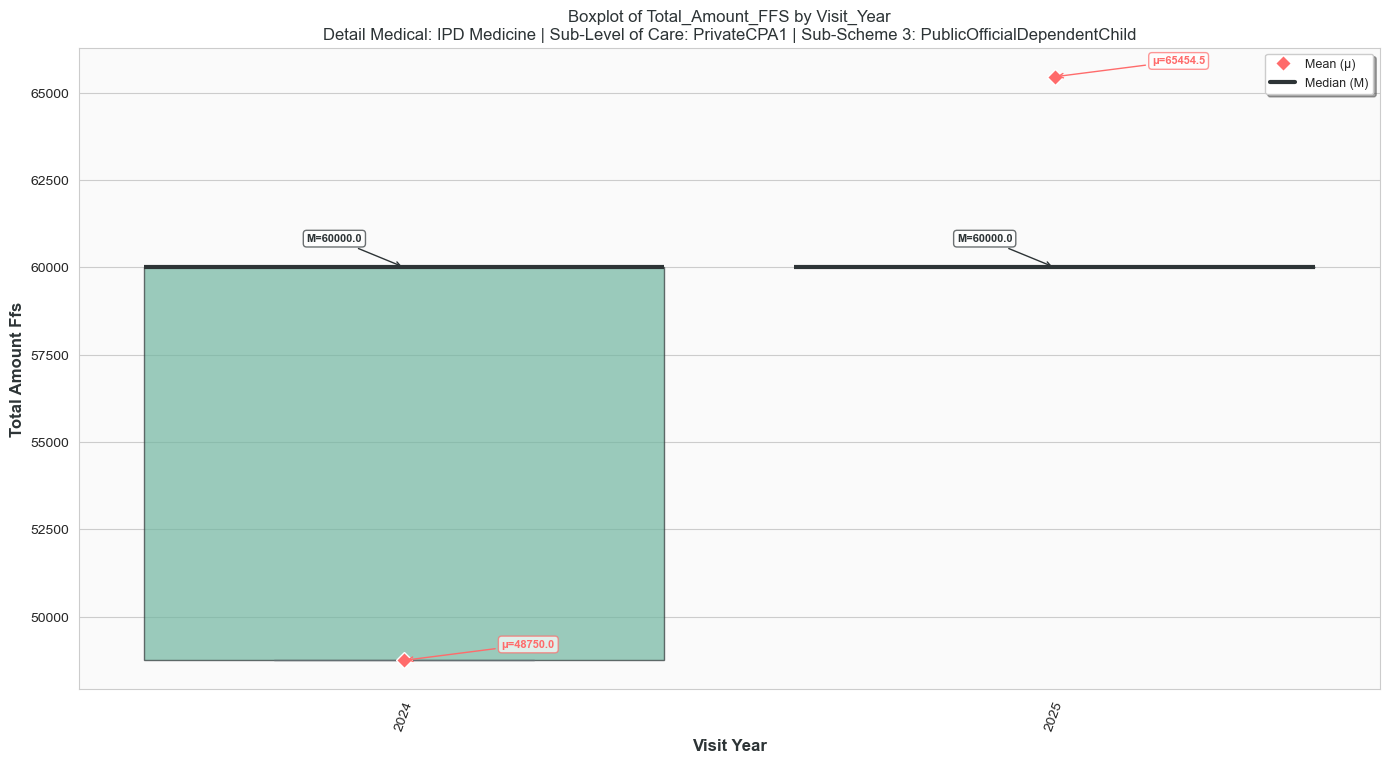 Boxplot of Total_Amount_FFS by Visit_Year
Detail Medical: IPD Medicine | Sub-Level of Care: PrivateCPA1 | Sub-Scheme 3: PublicOfficialDependentChild
Mean (μ)
Median (M)
μ=65454.5
M=60000.0
M=60000.0
μ=48750.0
65000
62500
60000
57500
55000
52500
50000
Total Amount Ffs
2024
2025
Visit Year